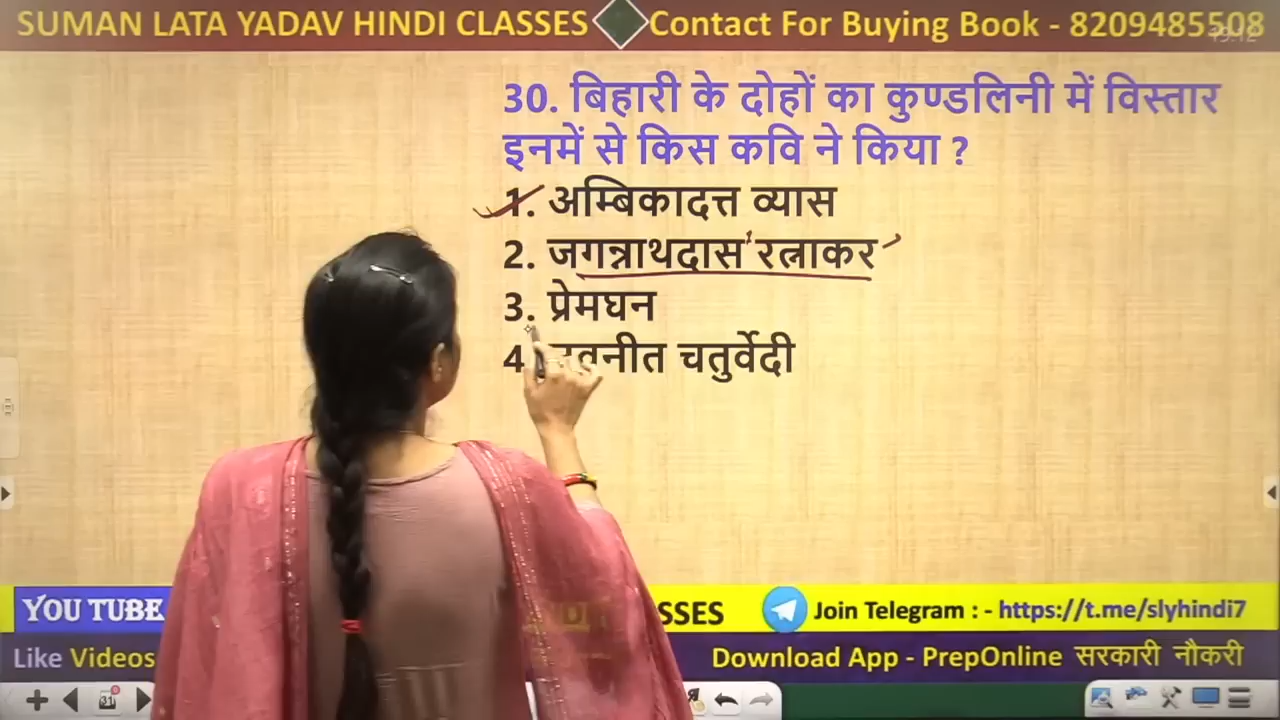 SUMAN LATA YADAV HINDI CLASSES Contact For Buying Book - 8209485508
30. बिहारी के दोहों का कुण्डलिनी में विस्तार
इनमें से किस कवि ने किया ?
1. अम्बिकादत्त व्यास
2. जगन्नाथदास 'रत्नाकर'
3. प्रेमघन
4 चतुर्वेदी
YOU TUBE Join Telegram : - https://t.me/slyhindi7
Like Videos Download App - PrepOnline सरकारी नौकरी
31